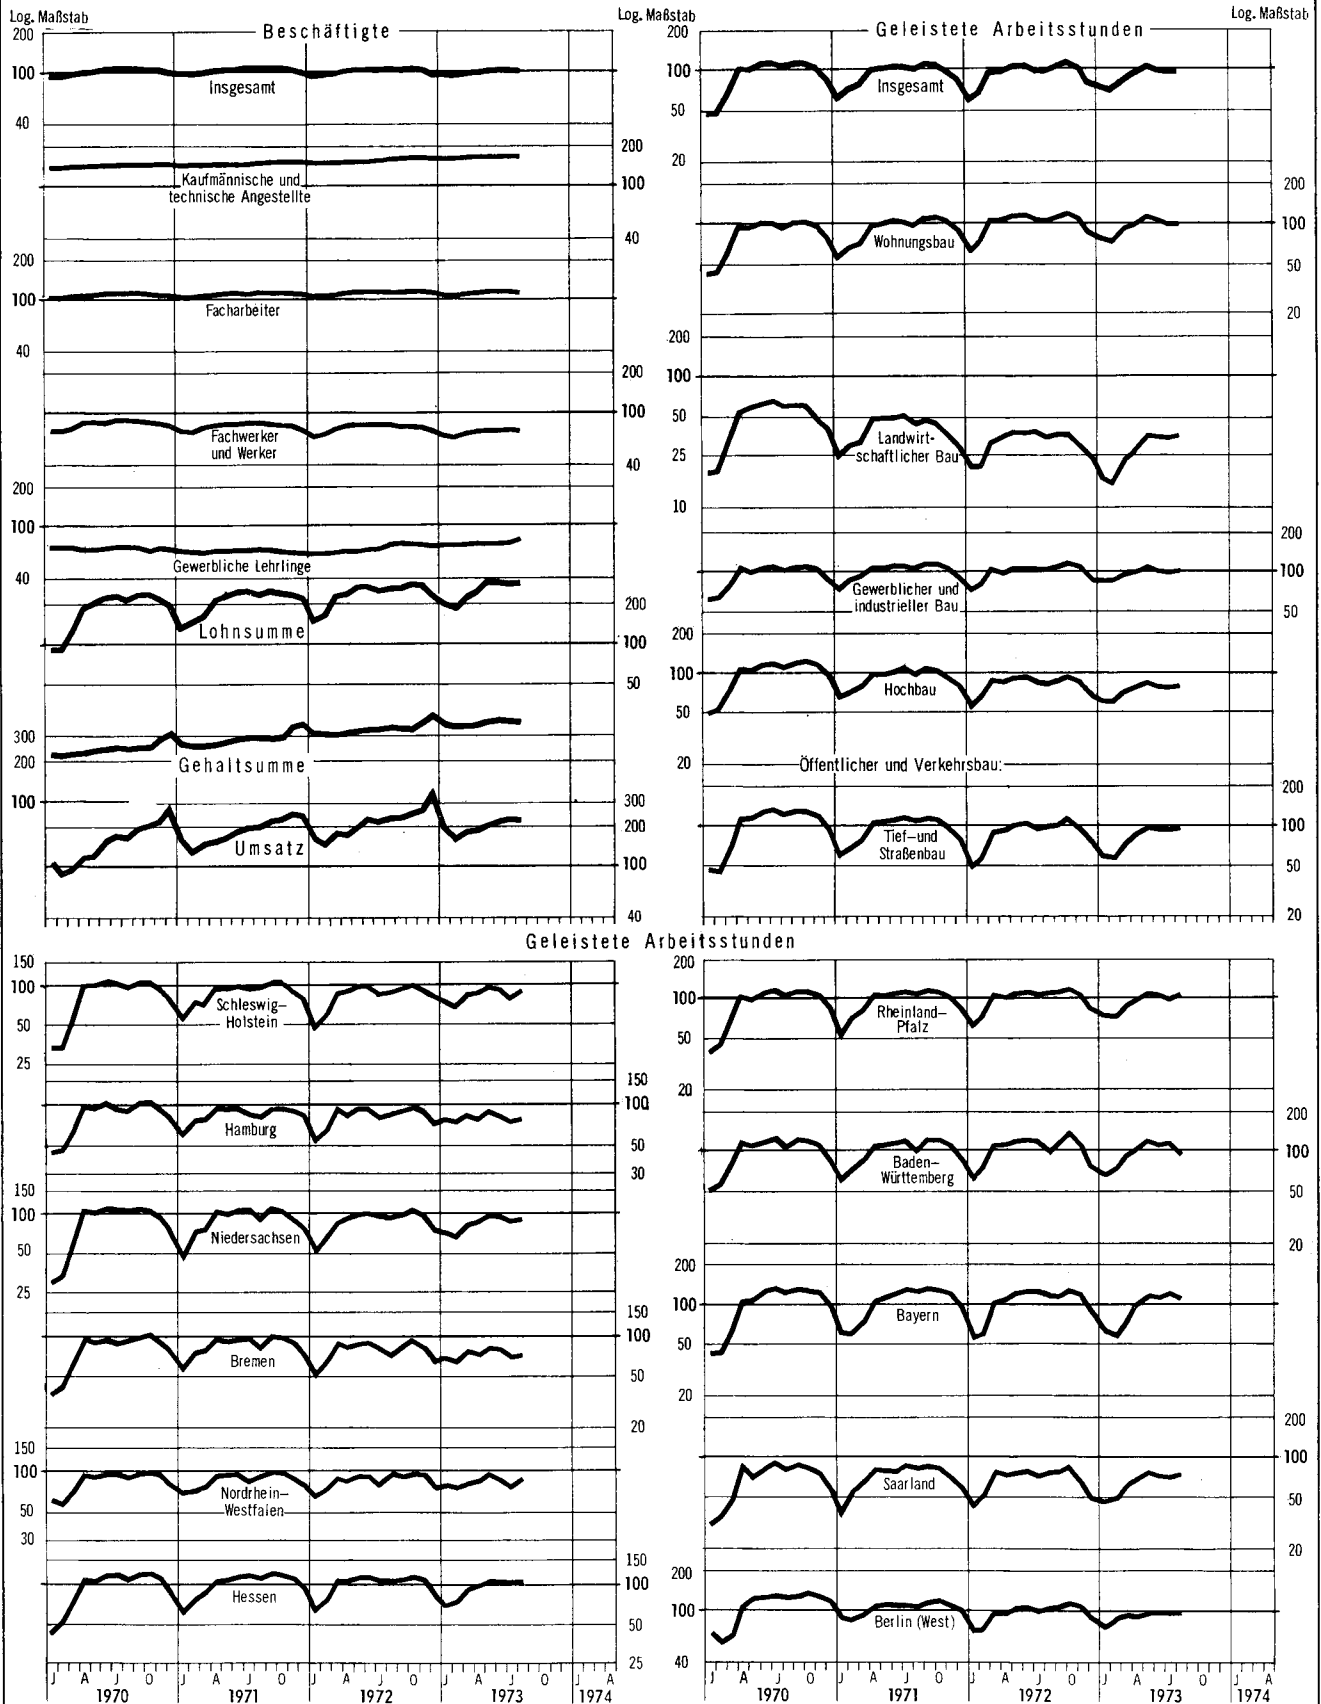 Log. Maßstab
Log. Maßstab
Log. Maßstab
Beschäftigte
200
100
Insgesamt
40
200
Kaufmännische und
technische Angestellte
100
40
200
100
Facharbeiter
40
200
100
Fachwerker
und Werker
40
200
100
Gewerbliche Lehrlinge
40
200
Lohnsumme
100
50
300
200
Gehaltsumme
100
300
200
Umsatz
100
40
Geleistete Arbeitsstunden
200
100
Insgesamt
50
20
200
100
Wohnungsbau
50
20
200
100
50
Landwirt-
schaftlicher Bau
25
10
200
100
Gewerblicher und
industrieller Bau
50
200
100
Hochbau
50
20
Öffentlicher und Verkehrsbau:
200
100
Tief-und
Straßenbau
50
20
Geleistete Arbeitsstunden
150
100
Schleswig-
Holstein
50
25
150
100
Hamburg
50
30
150
100
Niedersachsen
50
25
150
100
Bremen
50
20
150
100
Nordrhein-
Westfalen
50
30
150
100
Hessen
50
25
J A J O J A J O J A J O J A J O J A
1970 1971 1972 1973 1974
200
100
Rheinland-
Pfalz
50
20
200
100
Baden-
Württemberg
50
20
200
100
Bayern
50
20
200
100
Saarland
50
20
200
100
Berlin (West)
40
J A J O J A J O J A J O J A J O J A
1970 1971 1972 1973 1974